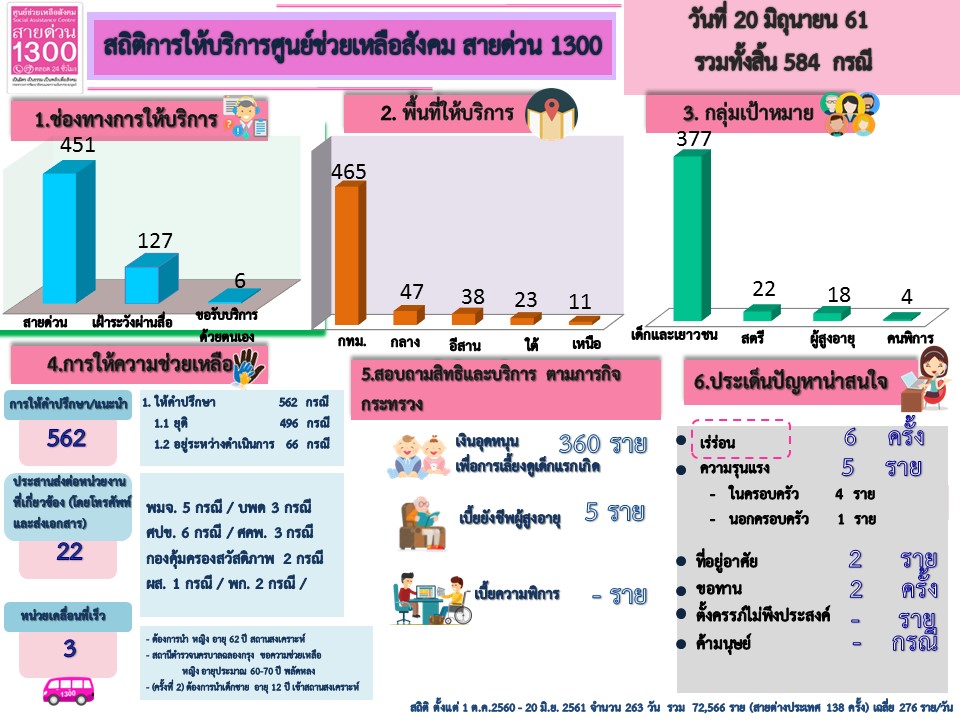 ศูนย์ช่วยเหลือสังคม
Social Assistance Centre
สายด่วน
1300
ตลอด 24 ชั่วโมง
สถิติการให้บริการศูนย์ช่วยเหลือสังคม สายด่วน 1300
วันที่ 20 มิถุนายน 61
รวมทั้งสิ้น 584 กรณี
1.ช่องทางการให้บริการ
451
127
6
สายด่วน
เฝ้าระวังผ่านสื่อ
ขอรับบริการ
ด้วยตนเอง
2. พื้นที่ให้บริการ
465
47
38
23
11
กทม.
กลาง
อีสาน
ใต้
เหนือ
3. กลุ่มเป้าหมาย
377
22
18
4
เด็กและเยาวชน
สตรี
ผู้สูงอายุ
คนพิการ
4.การให้ความช่วยเหลือ
การให้คำปรึกษา/แนะนำ
562
1. ให้คำปรึกษา 562 กรณี
1.1 ยุติ 496 กรณี
1.2 อยู่ระหว่างดำเนินการ 66 กรณี
ประสานส่งต่อหน่วยงาน
ที่เกี่ยวข้อง (โดยโทรศัพท์
และส่งเอกสาร)
22
พมจ. 5 กรณี / บพด 3 กรณี
ศปช. 6 กรณี / ศคพ. 3 กรณี
กองคุ้มครองสวัสดิภาพ 2 กรณี
ผส. 1 กรณี / พก. 2 กรณี /
หน่วยเคลื่อนที่เร็ว
3
1300
- ต้องการนำ หญิง อายุ 62 ปี สถานสงเคราะห์
- สถานีตำรวจนครบาลฉลองกรุง ขอความช่วยเหลือ
หญิง อายุประมาณ 60-70 ปี พลัดหลง
- (ครั้งที่ 2) ต้องการนำเด็กชาย อายุ 12 ปี เข้าสถานสงเคราะห์
5.สอบถามสิทธิและบริการ ตามภารกิจ
กระทรวง
เงินอุดหนุน 360 ราย
เพื่อการเลี้ยงดูเด็กแรกเกิด
เบี้ยยังชีพผู้สูงอายุ 5 ราย
เบี้ยความพิการ - ราย
6.ประเด็นปัญหาน่าสนใจ
เร่ร่อน 6 ครั้ง
ความรุนแรง 5 ราย
- ในครอบครัว 4 ราย
- นอกครอบครัว 1 ราย
ที่อยู่อาศัย 2 ราย
ขอทาน 2 ครั้ง
ตั้งครรภ์ไม่พึงประสงค์ - ราย
ค้ามนุษย์ - กรณี
สถิติ ตั้งแต่ 1 ต.ค.2560 - 20 มิ.ย. 2561 จำนวน 263 วัน รวม 72,566 ราย (สายต่างประเทศ 138 ครั้ง) เฉลี่ย 276 ราย/วัน